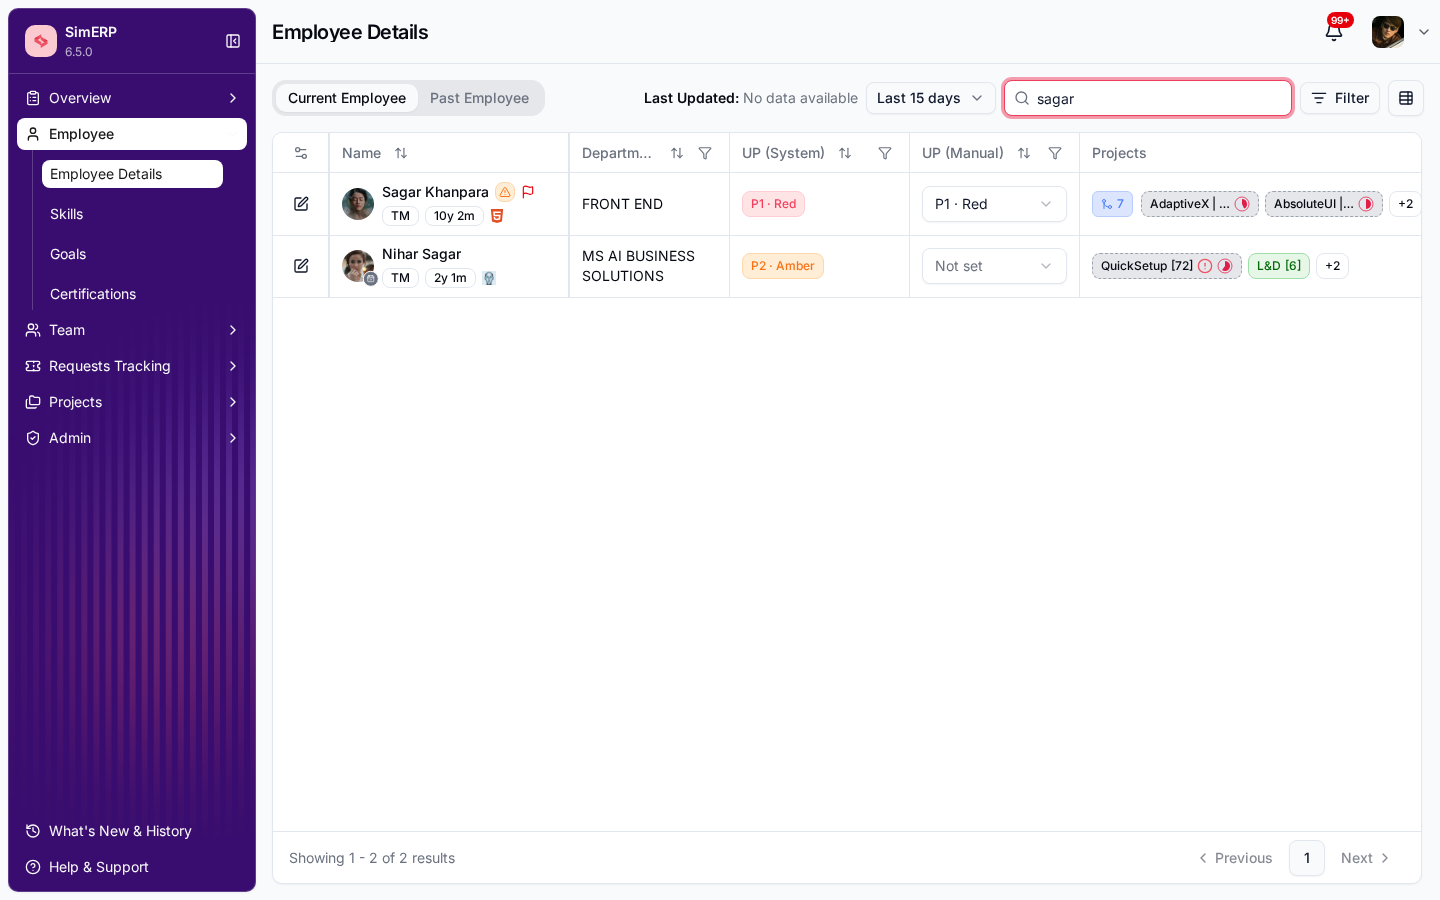 SimERP
6.5.0
Overview
Employee
Employee Details
Skills
Goals
Certifications
Team
Requests Tracking
Projects
Admin
What's New & History
Help & Support
Employee Details
99+
Current Employee
Past Employee
Last Updated: No data available
Last 15 days
sagar
Filter
Name
Departm...
UP (System)
UP (Manual)
Projects
Sagar Khanpara
TM
10y 2m
FRONT END
P1 · Red
P1 · Red
7
AdaptiveX | ...
AbsoluteUI |...
+2
Nihar Sagar
TM
2y 1m
MS AI BUSINESS
SOLUTIONS
P2 · Amber
Not set
QuickSetup [72]
L&D [6]
+2
Showing 1 - 2 of 2 results
Previous
1
Next